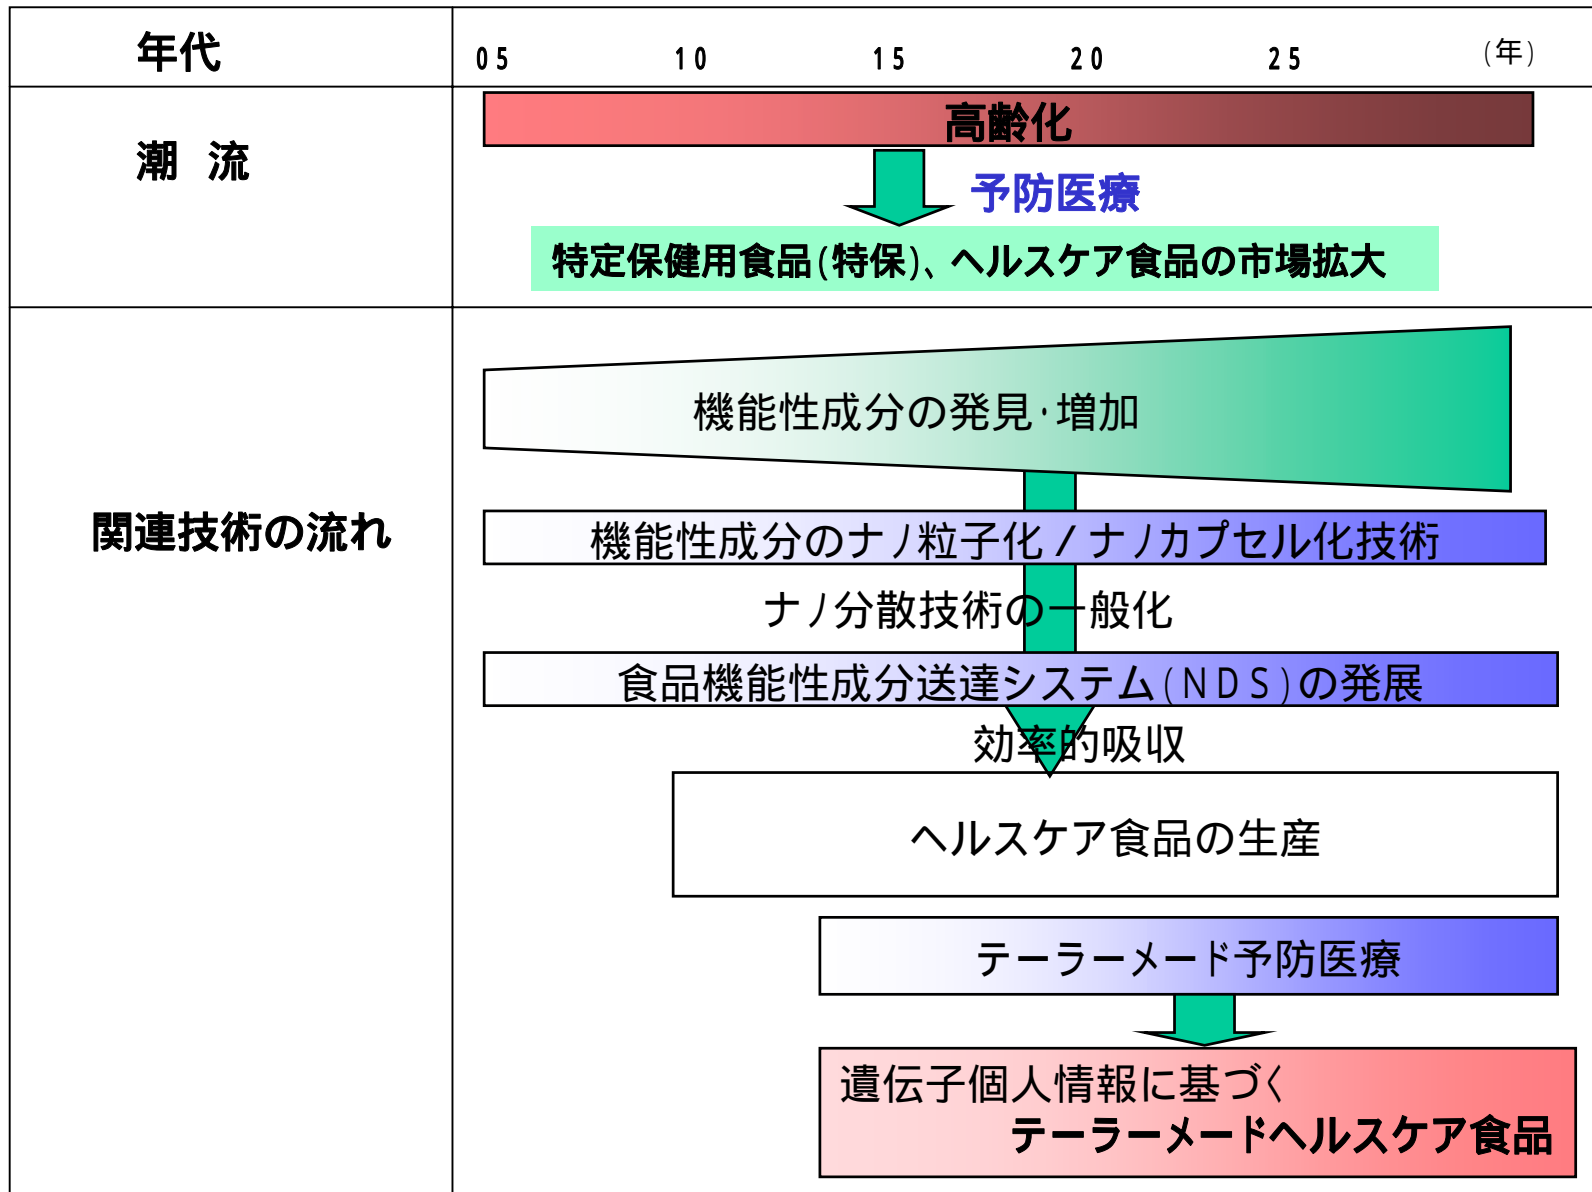 年代
05 10 15 20 25 (年)
高齢化
潮 流
予防医療
特定保健用食品(特保)、ヘルスケア食品の市場拡大
機能性成分の発見・増加
関連技術の流れ
機能性成分のナノ粒子化/ナノカプセル化技術
ナノ分散技術の一般化
食品機能性成分送達システム(NDS)の発展
効率的吸収
ヘルスケア食品の生産
テーラーメード予防医療
遺伝子個人情報に基づく
テーラーメードヘルスケア食品